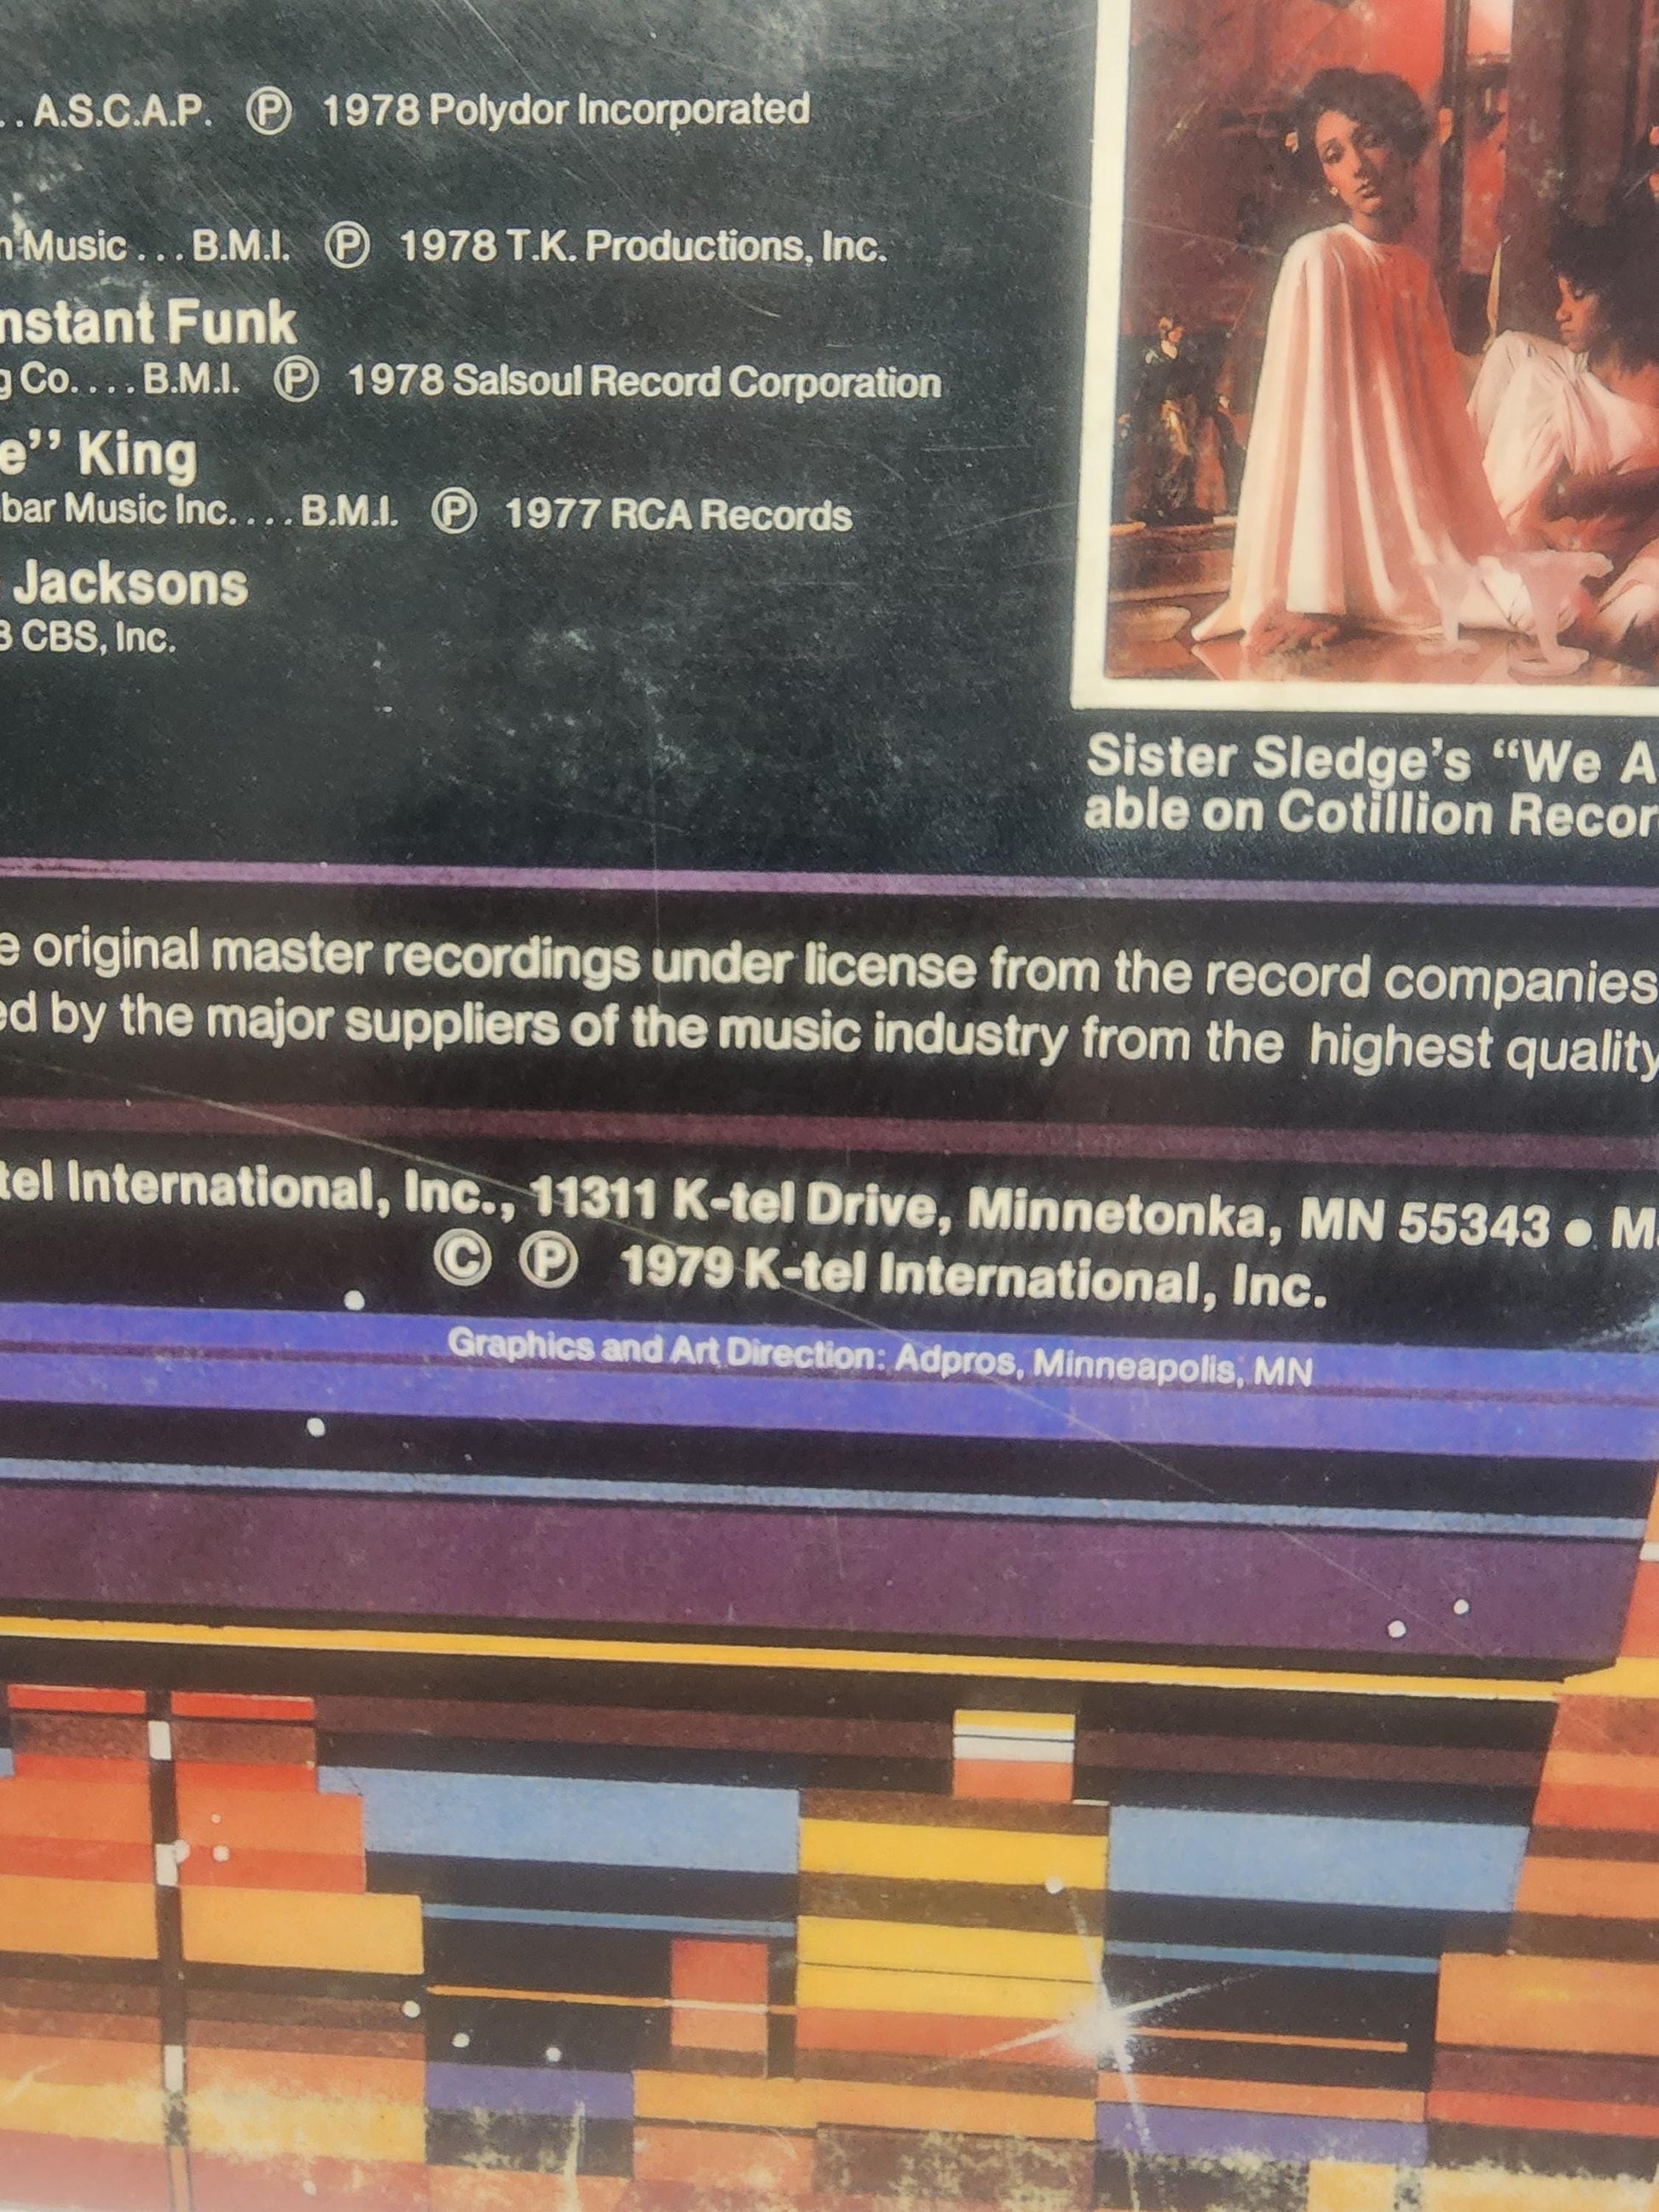 . . A.S.C.A.P. Ⓟ 1978 Polydor Incorporated
Music . . . B.M.I. Ⓟ 1978 T.K. Productions, Inc.
nstant Funk
g Co. . . . B.M.I. Ⓟ 1978 Salsoul Record Corporation
e” King
bar Music Inc. . . . B.M.I. Ⓟ 1977 RCA Records
Jacksons
CBS, Inc.
Sister Sledge’s “We A
able on Cotillion Recor
e original master recordings under license from the record companies
ed by the major suppliers of the music industry from the highest quality
tel International, Inc., 11311 K-tel Drive, Minnetonka, MN 55343 • M
© Ⓟ 1979 K-tel International, Inc.
Graphics and Art Direction: Adpros, Minneapolis, MN